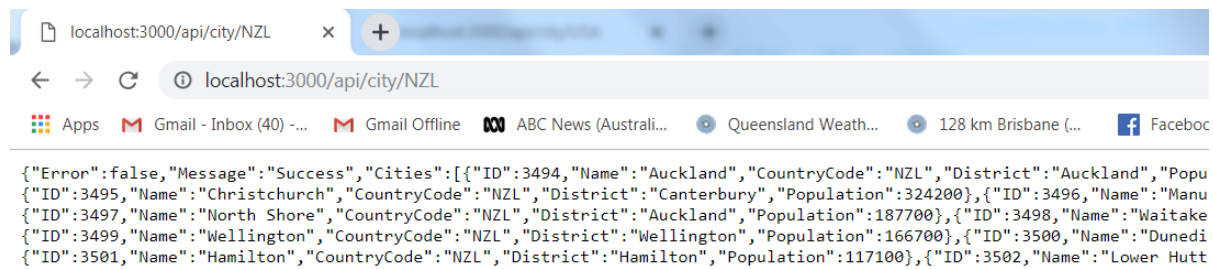 localhost:3000/api/city/NZL
localhost:3000/api/city/NZL
Apps Gmail - Inbox (40) -... Gmail Offline ABC News (Australi... Queensland Weath... 128 km Brisbane (... Faceboo
{"Error":false,"Message":"Success","Cities":[{"ID":3494,"Name":"Auckland","CountryCode":"NZL","District":"Auckland","Popu
{"ID":3495,"Name":"Christchurch","CountryCode":"NZL","District":"Canterbury","Population":324200},{"ID":3496,"Name":"Manu
{"ID":3497,"Name":"North Shore","CountryCode":"NZL","District":"Auckland","Population":187700},{"ID":3498,"Name":"Waitake
{"ID":3499,"Name":"Wellington","CountryCode":"NZL","District":"Wellington","Population":166700},{"ID":3500,"Name":"Dunedi
{"ID":3501,"Name":"Hamilton","CountryCode":"NZL","District":"Hamilton","Population":117100},{"ID":3502,"Name":"Lower Hutt